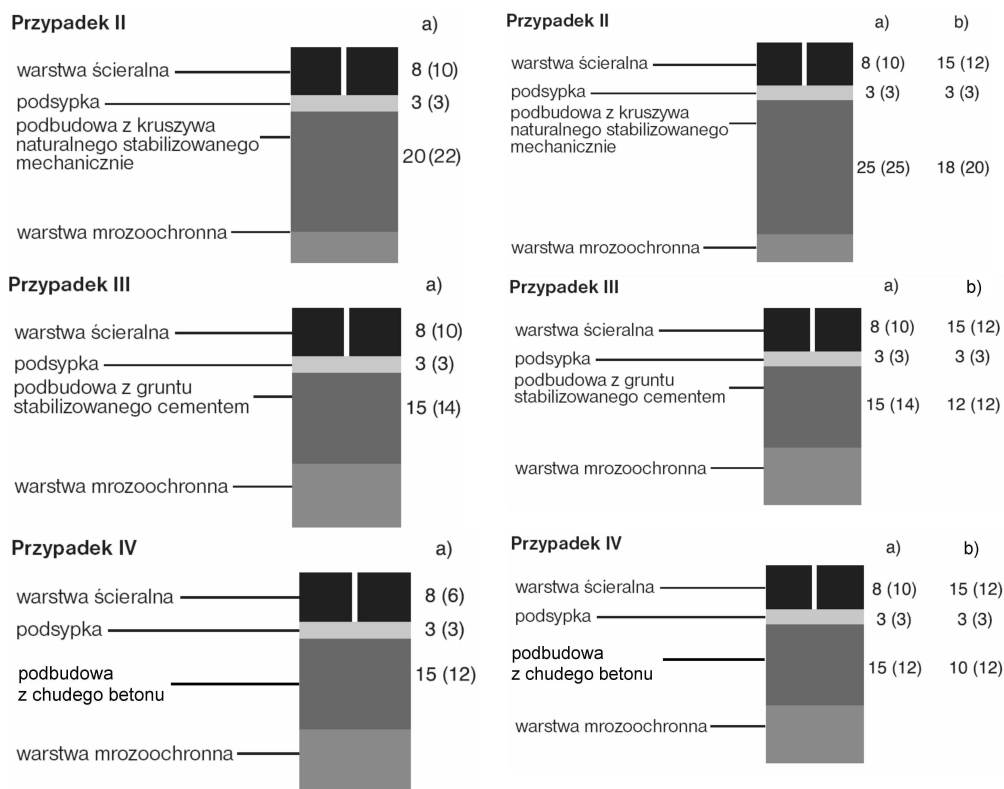 Przypadek II
a)
warstwa ścieralna
8 (10)
podsypka
3 (3)
podbudowa z kruszywa
naturalnego stabilizowanego
mechanicznie
20 (22)
warstwa mrozoochronna
Przypadek II
a) b)
warstwa ścieralna
8 (10) 15 (12)
podsypka
3 (3) 3 (3)
podbudowa z kruszywa
naturalnego stabilizowanego
mechanicznie
25 (25) 18 (20)
warstwa mrozoochronna
Przypadek III
a)
warstwa ścieralna
8 (10)
podsypka
3 (3)
podbudowa z gruntu
stabilizowanego cementem
15 (14)
warstwa mrozoochronna
Przypadek III
a) b)
warstwa ścieralna
8 (10) 15 (12)
podsypka
3 (3) 3 (3)
podbudowa z gruntu
stabilizowanego cementem
15 (14) 12 (12)
warstwa mrozoochronna
Przypadek IV
a)
warstwa ścieralna
8 (6)
podsypka
3 (3)
podbudowa
z chudego betonu
15 (12)
warstwa mrozoochronna
Przypadek IV
a) b)
warstwa ścieralna
8 (10) 15 (12)
podsypka
3 (3) 3 (3)
podbudowa
z chudego betonu
15 (12) 10 (12)
warstwa mrozoochronna